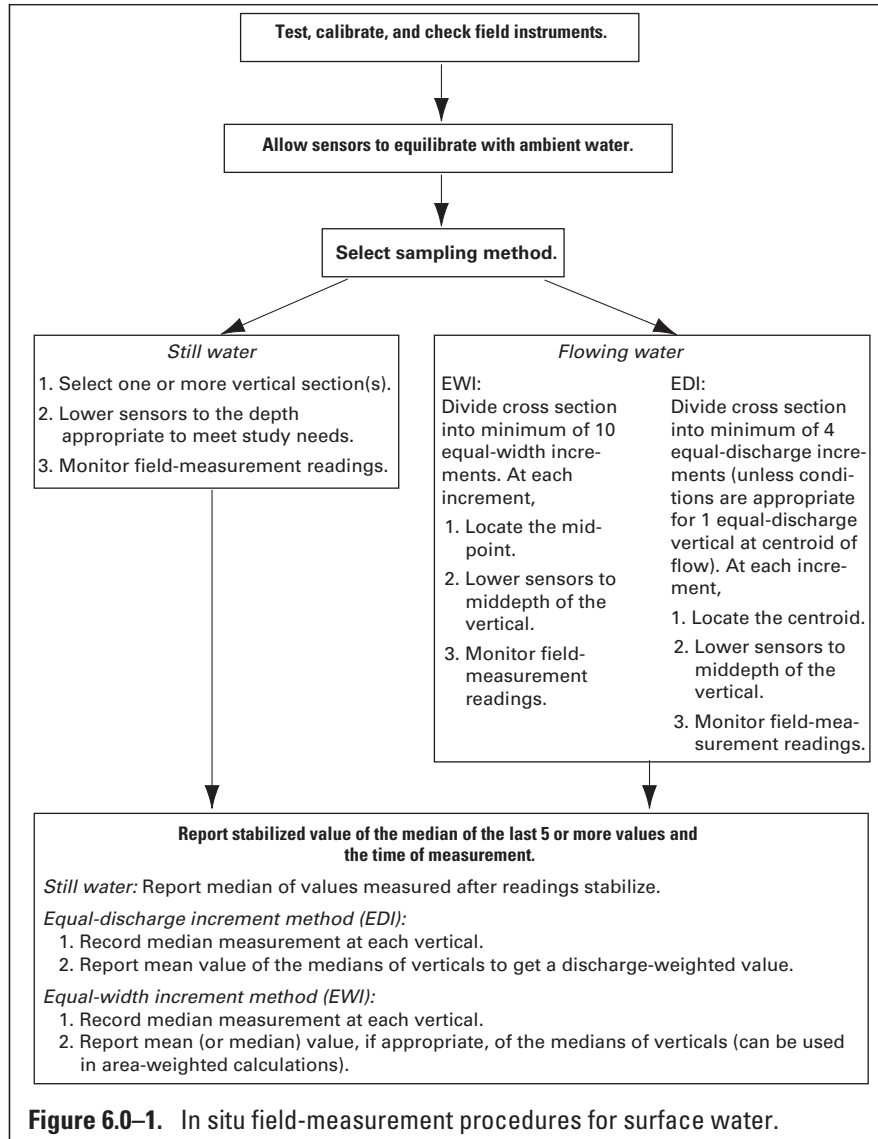 Test, calibrate, and check field instruments.
Allow sensors to equilibrate with ambient water.
Select sampling method.
Still water
1. Select one or more vertical section(s).
2. Lower sensors to the depth
appropriate to meet study needs.
3. Monitor field-measurement readings.
Flowing water
EWI:
Divide cross section
into minimum of 10
equal-width incre-
ments. At each
increment,
1. Locate the mid-
point.
2. Lower sensors to
middepth of the
vertical.
3. Monitor field-
measurement
readings.
EDI:
Divide cross section
into minimum of 4
equal-discharge incre-
ments (unless condi-
tions are appropriate
for 1 equal-discharge
vertical at centroid of
flow). At each incre-
ment,
1. Locate the centroid.
2. Lower sensors to
middepth of the
vertical.
3. Monitor field-mea-
surement readings.
Report stabilized value of the median of the last 5 or more values and
the time of measurement.
Still water: Report median of values measured after readings stabilize.
Equal-discharge increment method (EDI):
1. Record median measurement at each vertical.
2. Report mean value of the medians of verticals to get a discharge-weighted value.
Equal-width increment method (EWI):
1. Record median measurement at each vertical.
2. Report mean (or median) value, if appropriate, of the medians of verticals (can be used
in area-weighted calculations).
Figure 6.0–1. In situ field-measurement procedures for surface water.